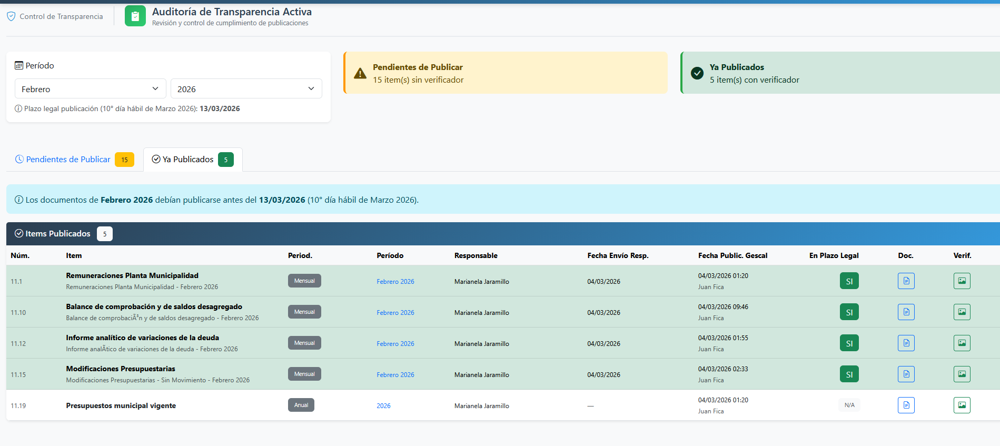 Control de Transparencia
Auditoría de Transparencia Activa
Revisión y control de cumplimiento de publicaciones
Período
Febrero
2026
Plazo legal publicación (10° día hábil de Marzo 2026): 13/03/2026
Pendientes de Publicar
15 item(s) sin verificador
Ya Publicados
5 item(s) con verificador
Pendientes de Publicar 15
Ya Publicados 5
Los documentos de Febrero 2026 debían publicarse antes del 13/03/2026 (10° día hábil de Marzo 2026).
Items Publicados 5
Núm. Item Period. Período Responsable Fecha Envío Resp. Fecha Public. Gescal En Plazo Legal Doc. Verif.
11.1 Remuneraciones Planta Municipalidad Mensual Febrero 2026 Marianela Jaramillo 04/03/2026 04/03/2026 01:20 SI
Remuneraciones Planta Municipalidad - Febrero 2026 Juan Fica
11.10 Balance de comprobación y de saldos desagregado Mensual Febrero 2026 Marianela Jaramillo 04/03/2026 04/03/2026 09:46 SI
Balance de comprobaciÃ³n y de saldos desagregado - Febrero 2026 Juan Fica
11.12 Informe analítico de variaciones de la deuda Mensual Febrero 2026 Marianela Jaramillo 04/03/2026 04/03/2026 01:55 SI
Informe analÃtico de variaciones de la deuda - Febrero 2026 Juan Fica
11.15 Modificaciones Presupuestarias Mensual Febrero 2026 Marianela Jaramillo 04/03/2026 04/03/2026 02:33 SI
Modificaciones Presupuestarias - Sin Movimiento - Febrero 2026 Juan Fica
11.19 Presupuestos municipal vigente Anual 2026 Marianela Jaramillo — 04/03/2026 01:20 N/A
Juan Fica